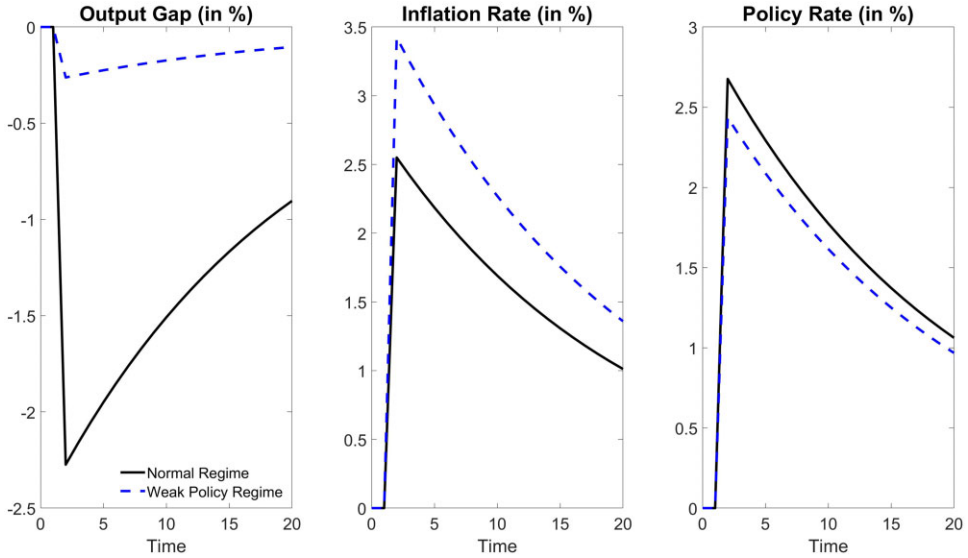 Output Gap (in %)
0
-0.5
-1
-1.5
-2
-2.5
0 5 10 15 20
Time
Normal Regime
Weak Policy Regime
Inflation Rate (in %)
3.5
3
2.5
2
1.5
1
0.5
0
0 5 10 15 20
Time
Policy Rate (in %)
3
2.5
2
1.5
1
0.5
0
0 5 10 15 20
Time